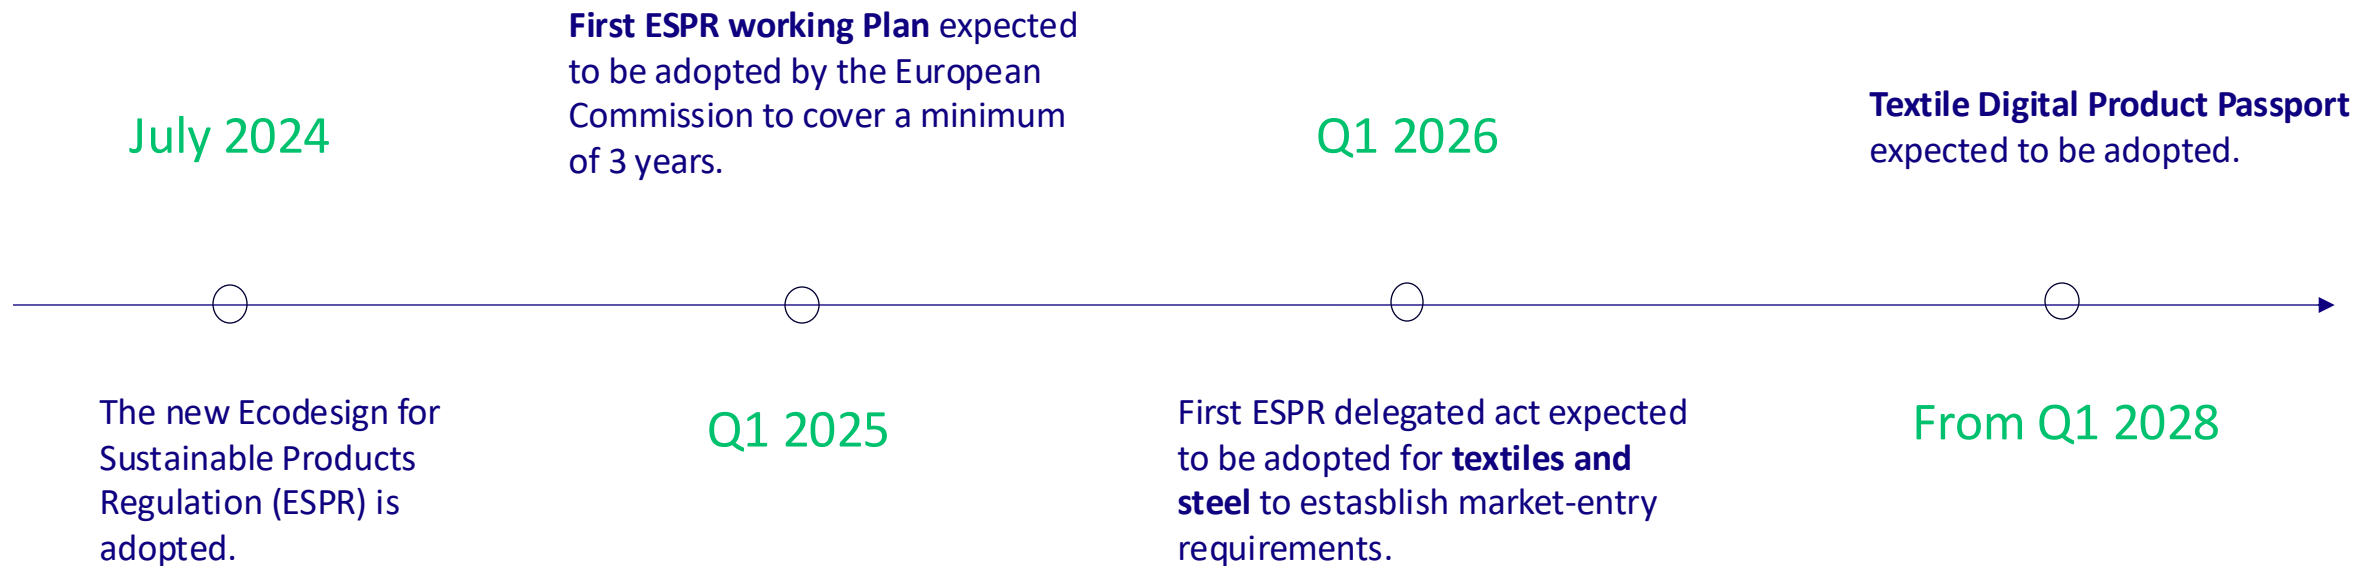 July 2024
The new Ecodesign for
Sustainable Products
Regulation (ESPR) is
adopted.
First ESPR working Plan expected
to be adopted by the European
Commission to cover a minimum
of 3 years.
Q1 2025
Q1 2026
First ESPR delegated act expected
to be adopted for textiles and
steel to estasblish market-entry
requirements.
Textile Digital Product Passport
expected to be adopted.
From Q1 2028